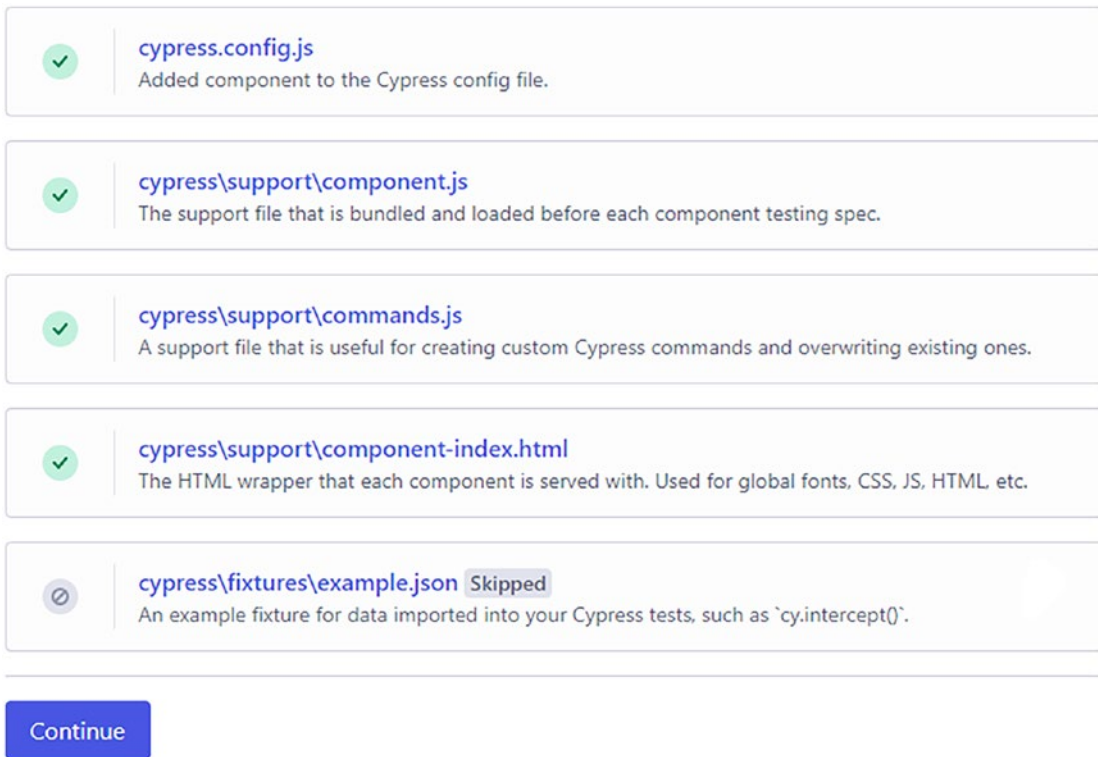 cypress.config.js
Added component to the Cypress config file.
cypress\support\component.js
The support file that is bundled and loaded before each component testing spec.
cypress\support\commands.js
A support file that is useful for creating custom Cypress commands and overwriting existing ones.
cypress\support\component-index.html
The HTML wrapper that each component is served with. Used for global fonts, CSS, JS, HTML, etc.
cypress\fixtures\example.json Skipped
An example fixture for data imported into your Cypress tests, such as `cy.intercept()`.
Continue